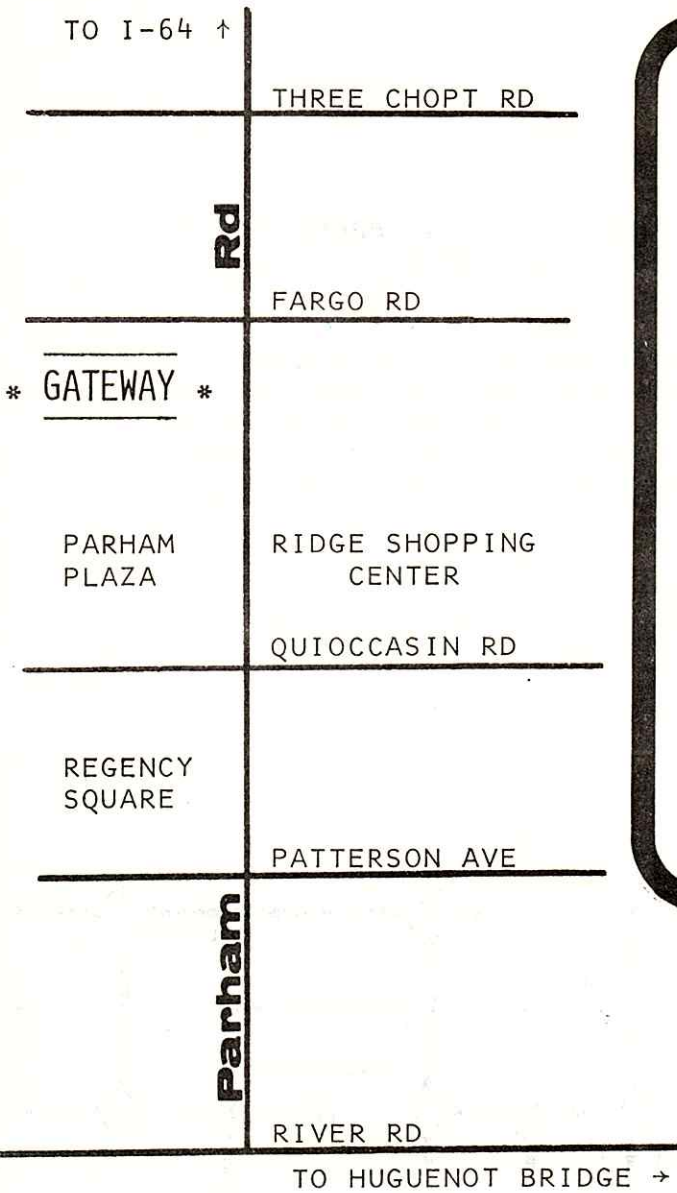 TO I-64 ↑
THREE CHOPT RD
Rd
FARGO RD
* GATEWAY *
PARHAM
PLAZA
RIDGE SHOPPING
CENTER
QUIOCCASIN RD
REGENCY
SQUARE
PATTERSON AVE
Parham
RIVER RD
TO HUGUENOT BRIDGE →